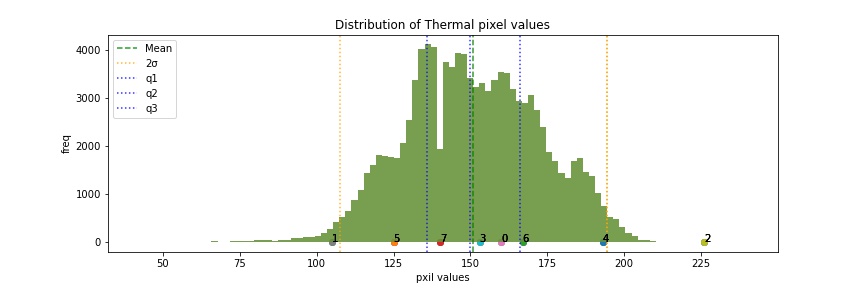 Distribution of Thermal pixel values
Mean
2σ
q1
q2
q3
freq
4000
3000
2000
1000
0
1 5 7 3 0 6 4 2
50 75 100 125 150 175 200 225
pxil values